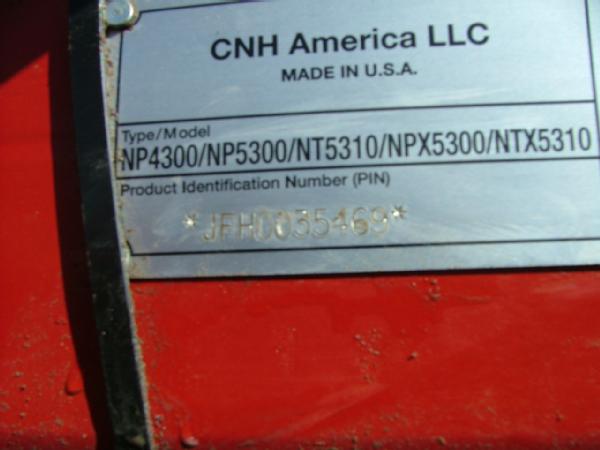 CNH America LLC
MADE IN U.S.A.
Type/Model
NP4300/NP5300/NT5310/NPX5300/NTX5310
Product Identification Number (PIN)
*JFH0035469*